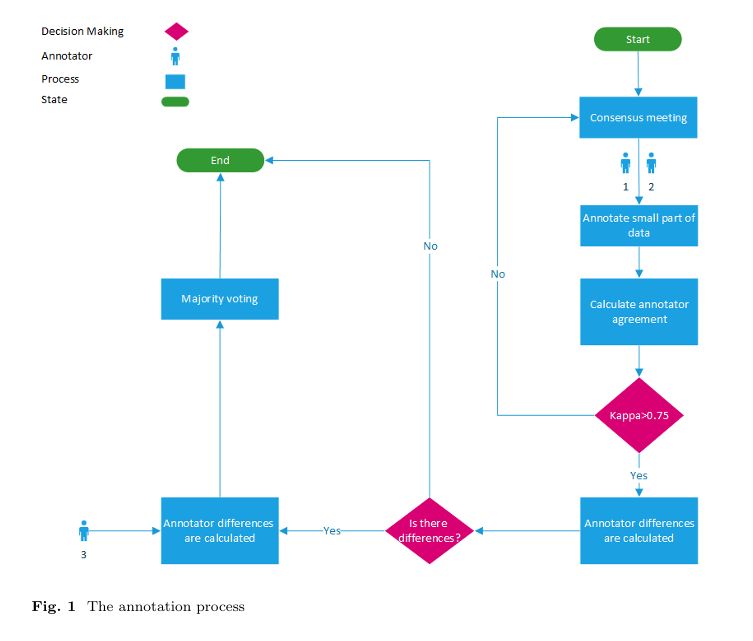 Decision Making
Annotator
Process
State
Start
Consensus meeting
1 2
Annotate small part of
data
Calculate annotator
agreement
Kappa>0.75
No
Yes
Annotator differences
are calculated
Is there
differences?
No
Yes
Annotator differences
are calculated
3
Majority voting
End
Fig. 1 The annotation process